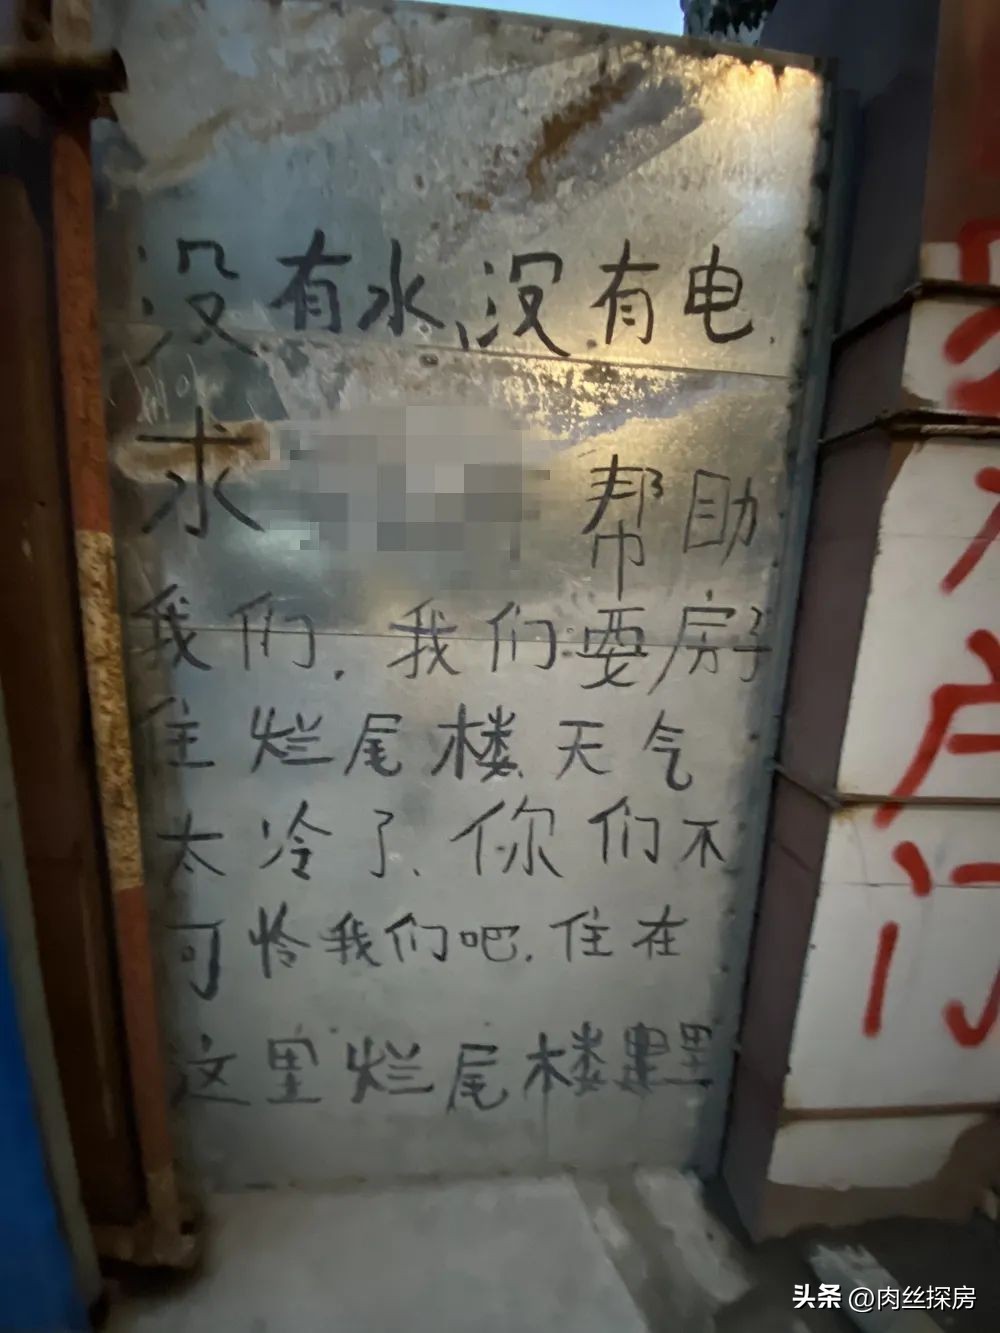 没有水，没有电，
求 帮助
我们，我们要房子
住烂尾楼，天气
太冷了，你们不
可怜我们吧，住在
这里烂尾楼里
户
门
头条 @肉丝探房